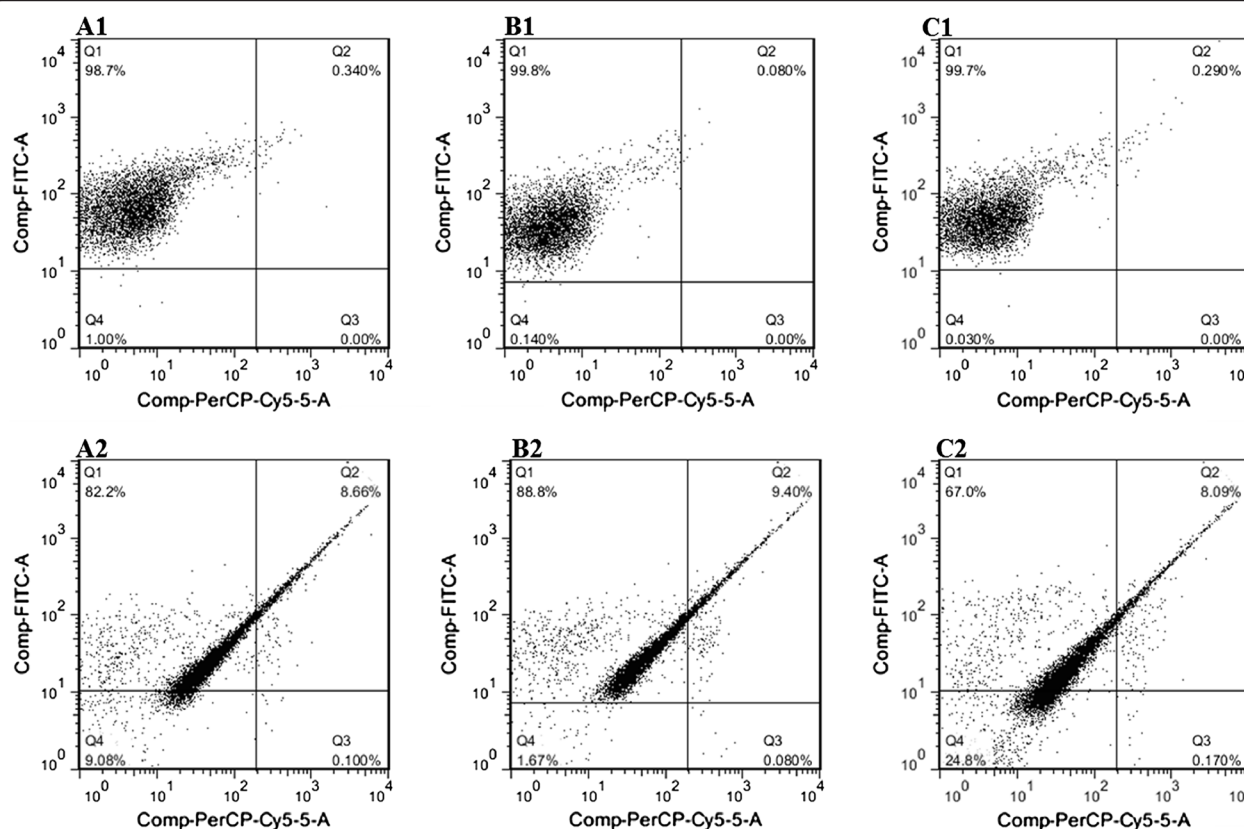 A1
B1
C1
10^4
Q1
Q2
98.7%
0.340%
10^3
Comp-FITC-A
10^2
10^1
Q4
Q3
10^0
1.00%
0.00%
10^0 10^1 10^2 10^3 10^4
Comp-PerCP-Cy5-5-A
10^4
Q1
Q2
99.8%
0.080%
10^3
Comp-FITC-A
10^2
10^1
Q4
Q3
10^0
0.140%
0.00%
10^0 10^1 10^2 10^3 10^4
Comp-PerCP-Cy5-5-A
10^4
Q1
Q2
99.7%
0.290%
10^3
Comp-FITC-A
10^2
10^1
Q4
Q3
10^0
0.030%
0.00%
10^0 10^1 10^2 10^3
Comp-PerCP-Cy5-5-A
A2
B2
C2
10^4
Q1
Q2
82.2%
8.66%
10^3
Comp-FITC-A
10^2
10^1
Q4
Q3
10^0
9.08%
0.100%
10^0 10^1 10^2 10^3 10^4
Comp-PerCP-Cy5-5-A
10^4
Q1
Q2
88.8%
9.40%
10^3
Comp-FITC-A
10^2
10^1
Q4
Q3
10^0
1.67%
0.080%
10^0 10^1 10^2 10^3 10^4
Comp-PerCP-Cy5-5-A
10^4
Q1
Q2
67.0%
8.09%
10^3
Comp-FITC-A
10^2
10^1
Q4
Q3
10^0
24.8%
0.170%
10^0 10^1 10^2 10^3
Comp-PerCP-Cy5-5-A